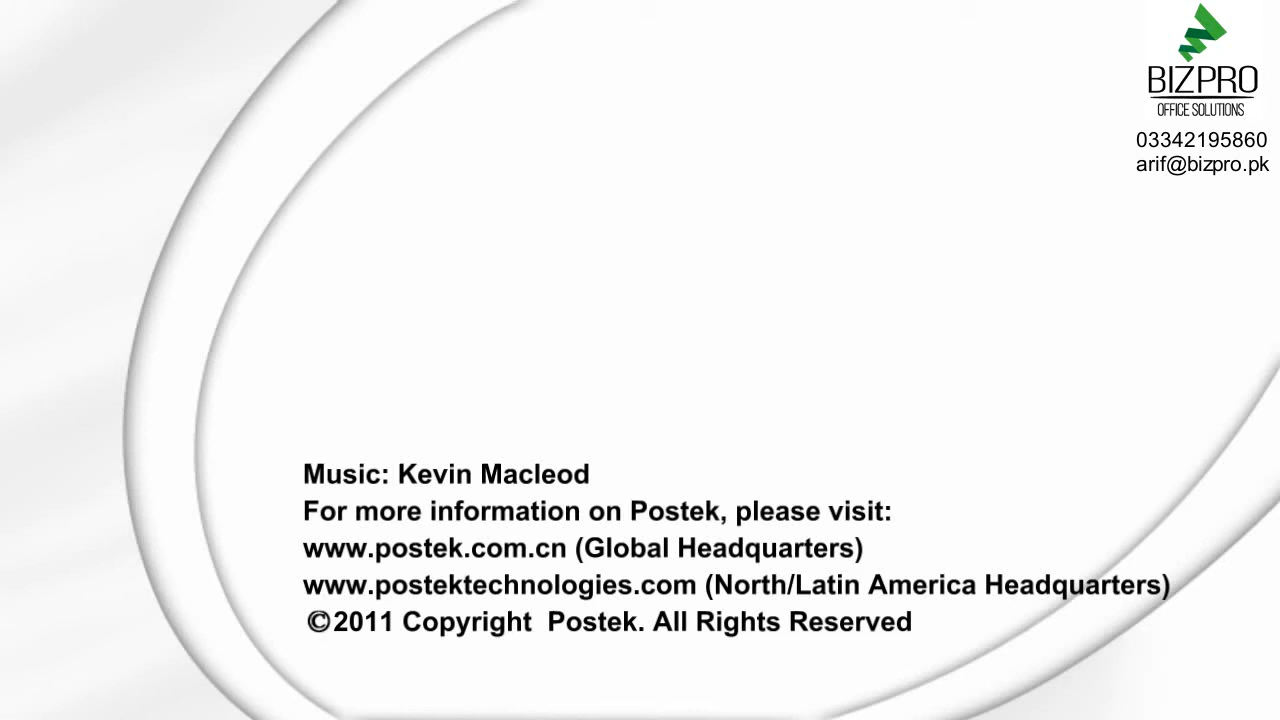 BIZPRO
OFFICE SOLUTIONS
03342195860
arif@bizpro.pk
Music: Kevin Macleod
For more information on Postek, please visit:
www.postek.com.cn (Global Headquarters)
www.postektechnologies.com (North/Latin America Headquarters)
©2011 Copyright  Postek. All Rights Reserved